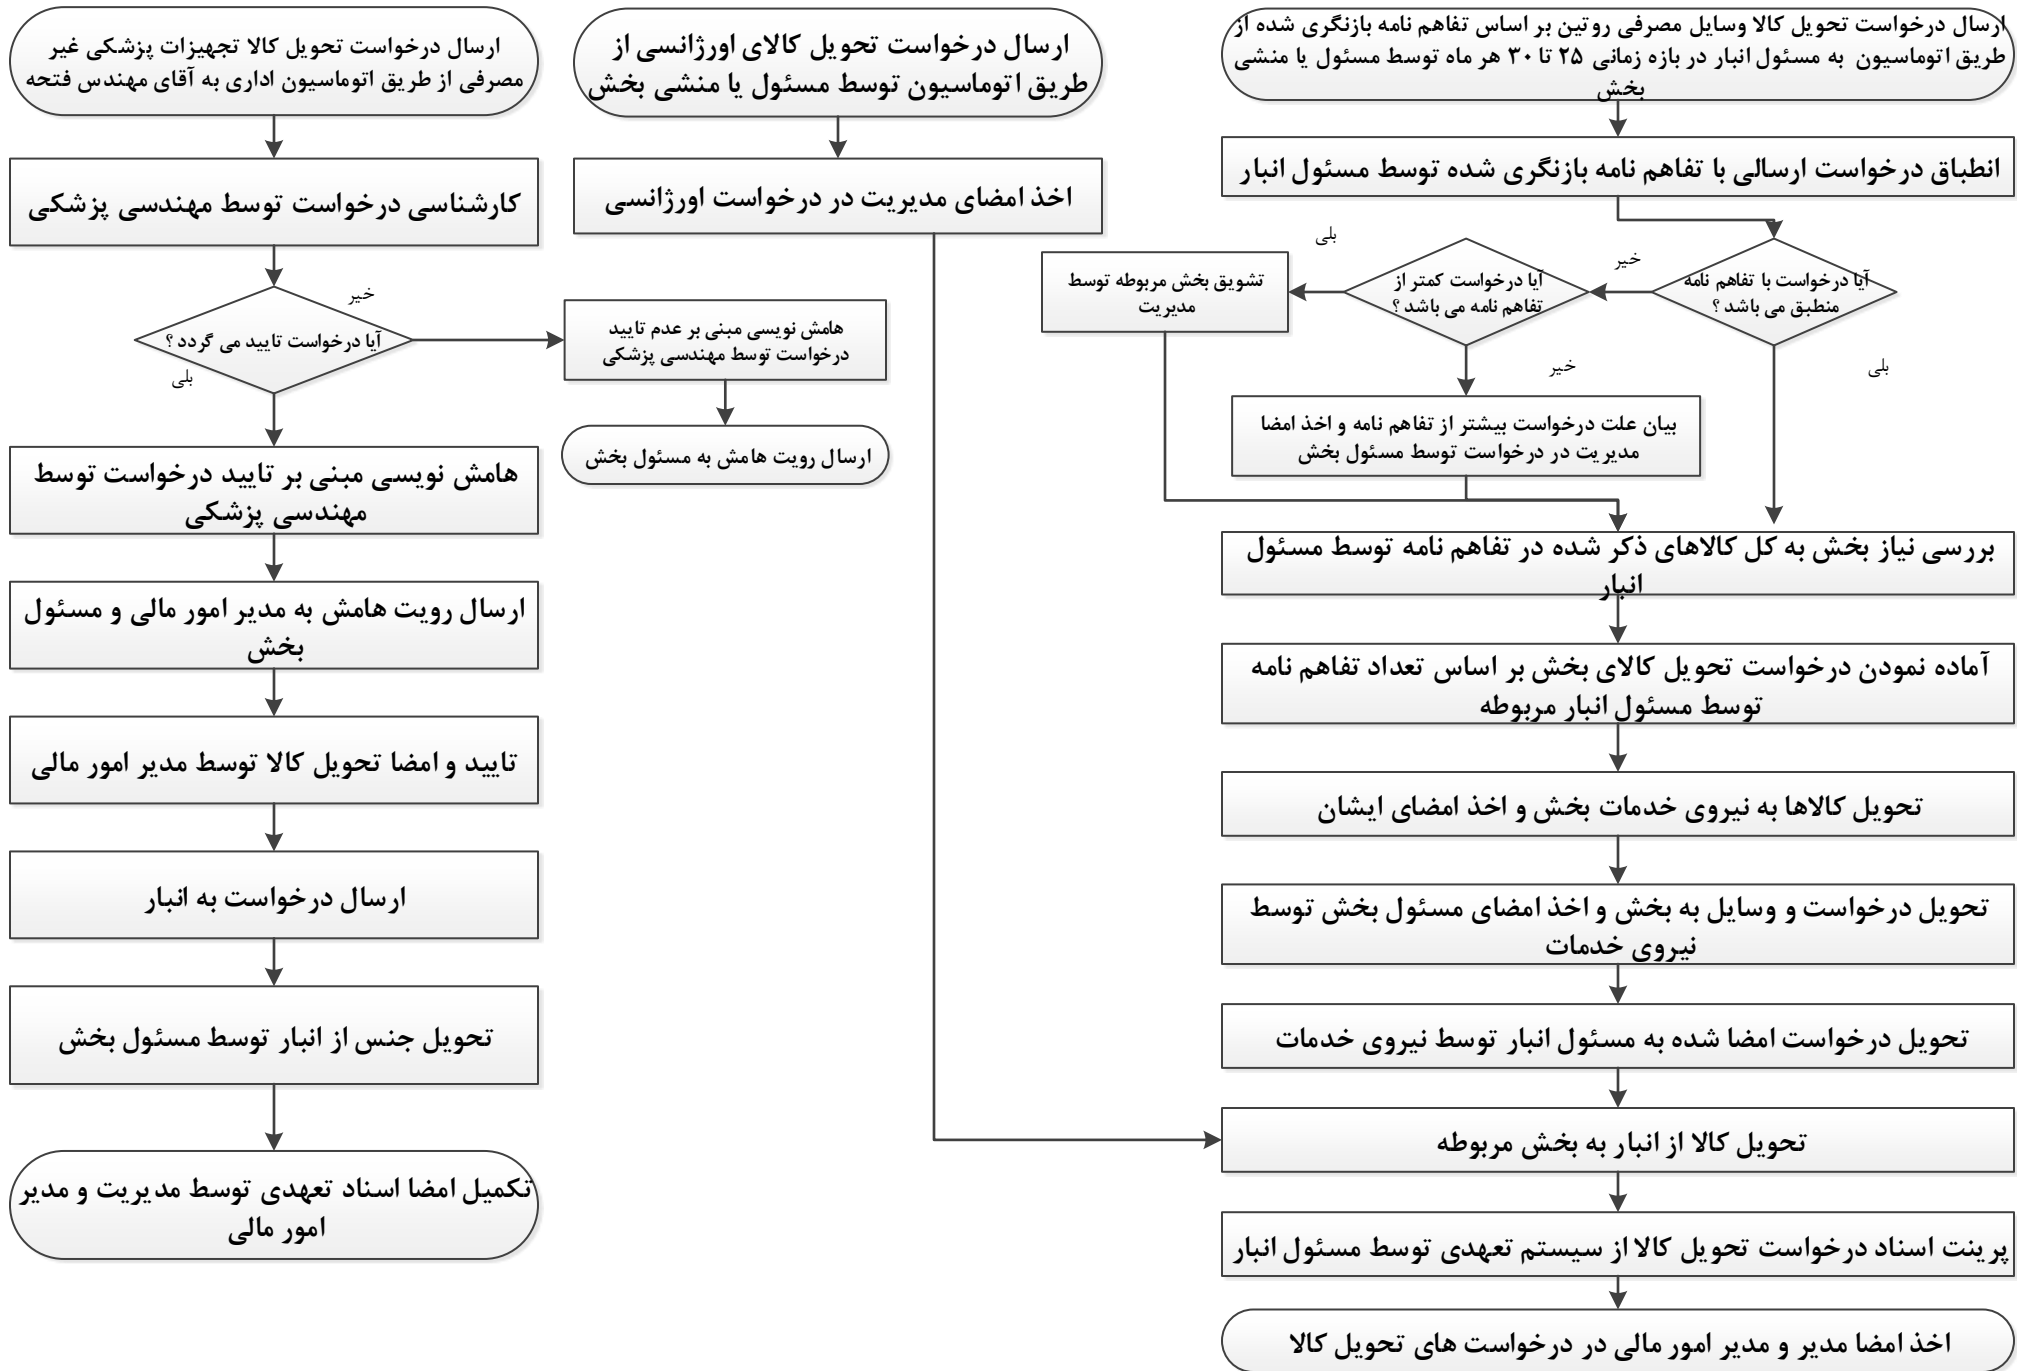 ارسال درخواست تحویل کالا وسایل مصرفی روتین بر اساس تفاهم نامه بازنگری شده از
طریق اتوماسیون به مسئول انبار در بازه زمانی ۲۵ تا ۳۰ هر ماه توسط مسئول یا منشی
بخش
انطباق درخواست ارسالی با تفاهم نامه بازنگری شده توسط مسئول انبار
آیا درخواست با تفاهم نامه
منطبق می باشد ؟
خیر
بلی
آیا درخواست کمتر از
تفاهم نامه می باشد ؟
بلی
خیر
تشویق بخش مربوطه توسط
مدیریت
بیان علت درخواست بیشتر از تفاهم نامه و اخذ امضا
مدیریت در درخواست توسط مسئول بخش
بررسی نیاز بخش به کل کالاهای ذکر شده در تفاهم نامه توسط مسئول
انبار
آماده نمودن درخواست تحویل کالای بخش بر اساس تعداد تفاهم نامه
توسط مسئول انبار مربوطه
تحویل کالاها به نیروی خدمات بخش و اخذ امضای ایشان
تحویل درخواست و وسایل به بخش و اخذ امضای مسئول بخش توسط
نیروی خدمات
تحویل درخواست امضا شده به مسئول انبار توسط نیروی خدمات
تحویل کالا از انبار به بخش مربوطه
پرینت اسناد درخواست تحویل کالا از سیستم تعهدی توسط مسئول انبار
اخذ امضا مدیر و مدیر امور مالی در درخواست های تحویل کالا
ارسال درخواست تحویل کالای اورژانسی از
طریق اتوماسیون توسط مسئول یا منشی بخش
اخذ امضای مدیریت در درخواست اورژانسی
ارسال درخواست تحویل کالا تجهیزات پزشکی غیر
مصرفی از طریق اتوماسیون اداری به آقای مهندس فتحه
کارشناسی درخواست توسط مهندسی پزشکی
آیا درخواست تایید می گردد ؟
خیر
بلی
هامش نویسی مبنی بر عدم تایید
درخواست توسط مهندسی پزشکی
ارسال رویت هامش به مسئول بخش
هامش نویسی مبنی بر تایید درخواست توسط
مهندسی پزشکی
ارسال رویت هامش به مدیر امور مالی و مسئول
بخش
تایید و امضا تحویل کالا توسط مدیر امور مالی
ارسال درخواست به انبار
تحویل جنس از انبار توسط مسئول بخش
تکمیل امضا اسناد تعهدی توسط مدیریت و مدیر
امور مالی